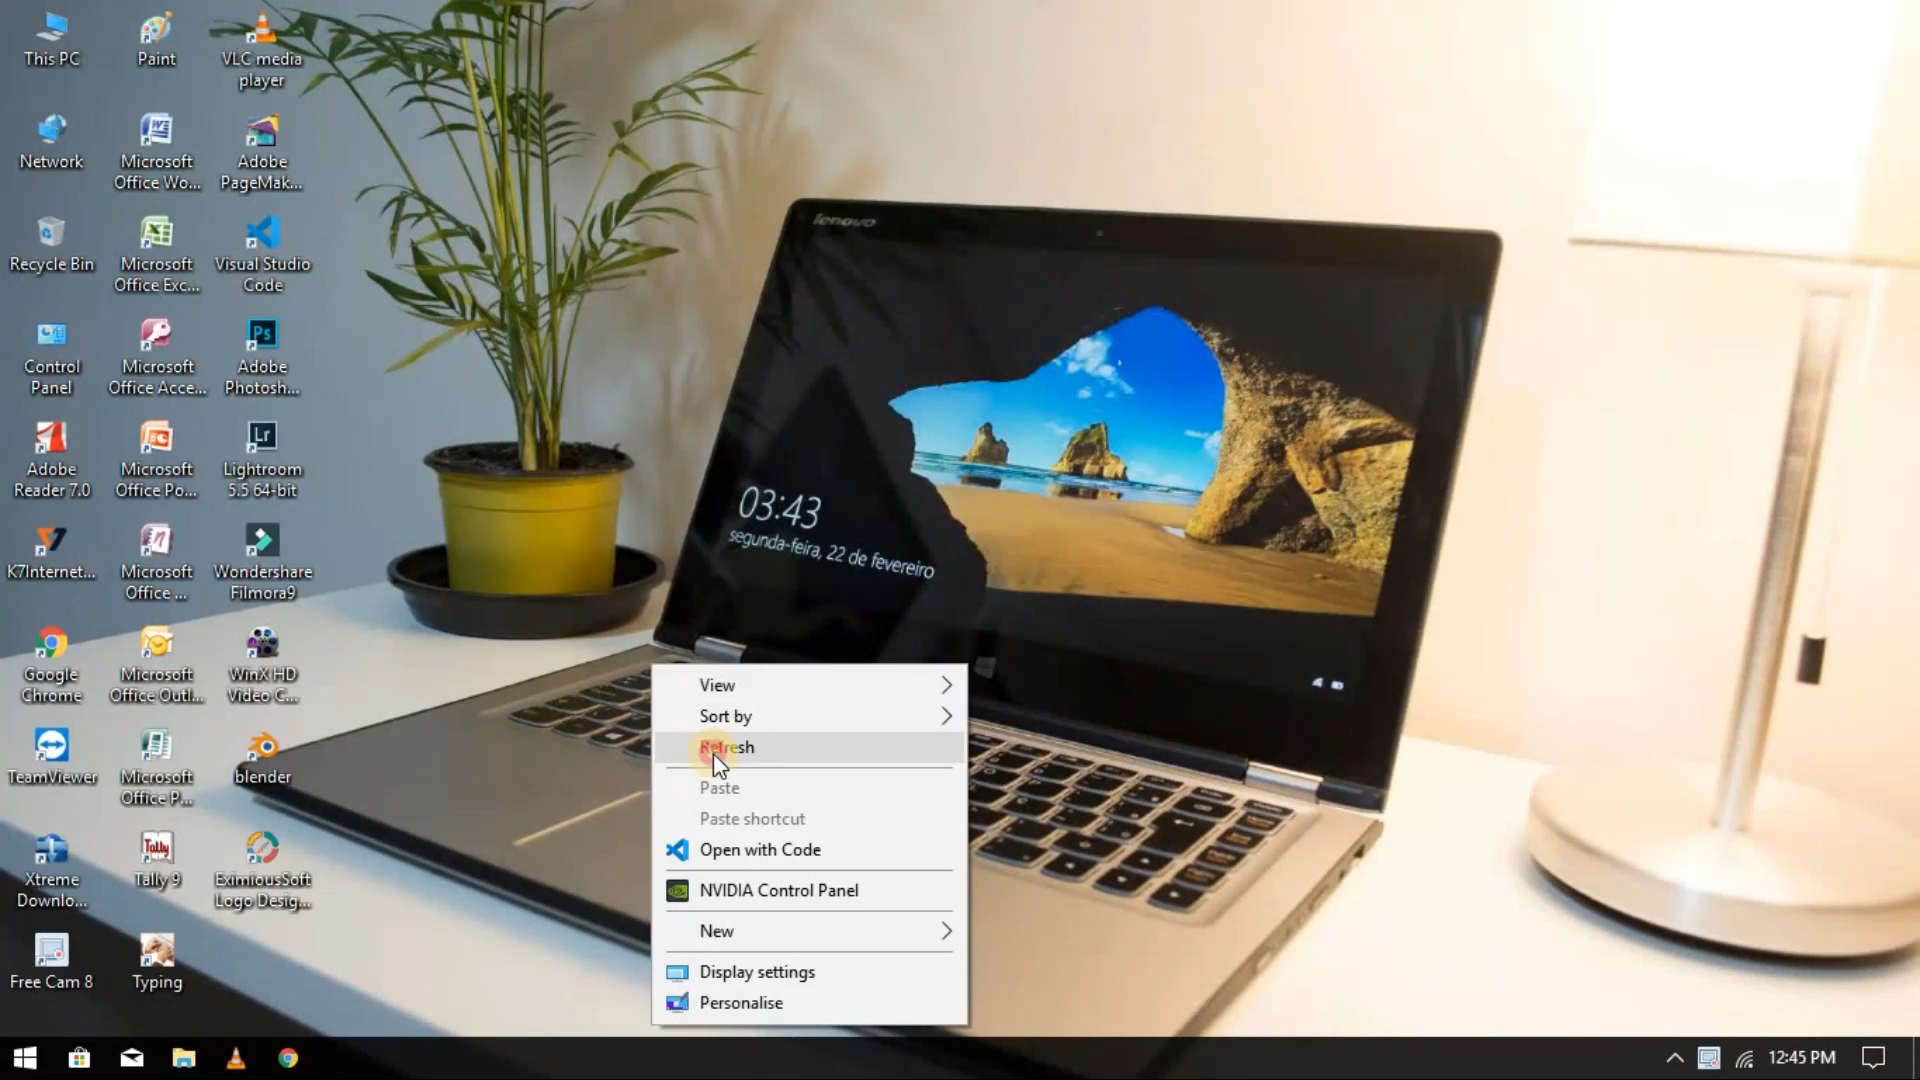 This PC
Paint
VLC media
player
Network
Microsoft
Office Wo...
Adobe
PageMak...
Recycle Bin
Microsoft
Office Exc...
Visual Studio
Code
Control
Panel
Microsoft
Office Acce...
Adobe
Photosh...
Adobe
Reader 7.0
Microsoft
Office Po...
Lightroom
5.5 64-bit
K7Internet...
Microsoft
Office ...
Wondershare
Filmora9
Google
Chrome
Microsoft
Office Outl...
WinX HD
Video C...
TeamViewer
Microsoft
Office P...
blender
Xtreme
Downlo...
Tally
Tally 9
EximiousSoft
Logo Desig...
Free Cam 8
Typing
Ps
Lr
lenovo
03:43
segunda-feira, 22 de fevereiro
View
Sort by
Refresh
Paste
Paste shortcut
Open with Code
NVIDIA Control Panel
New
Display settings
Personalise
12:45 PM